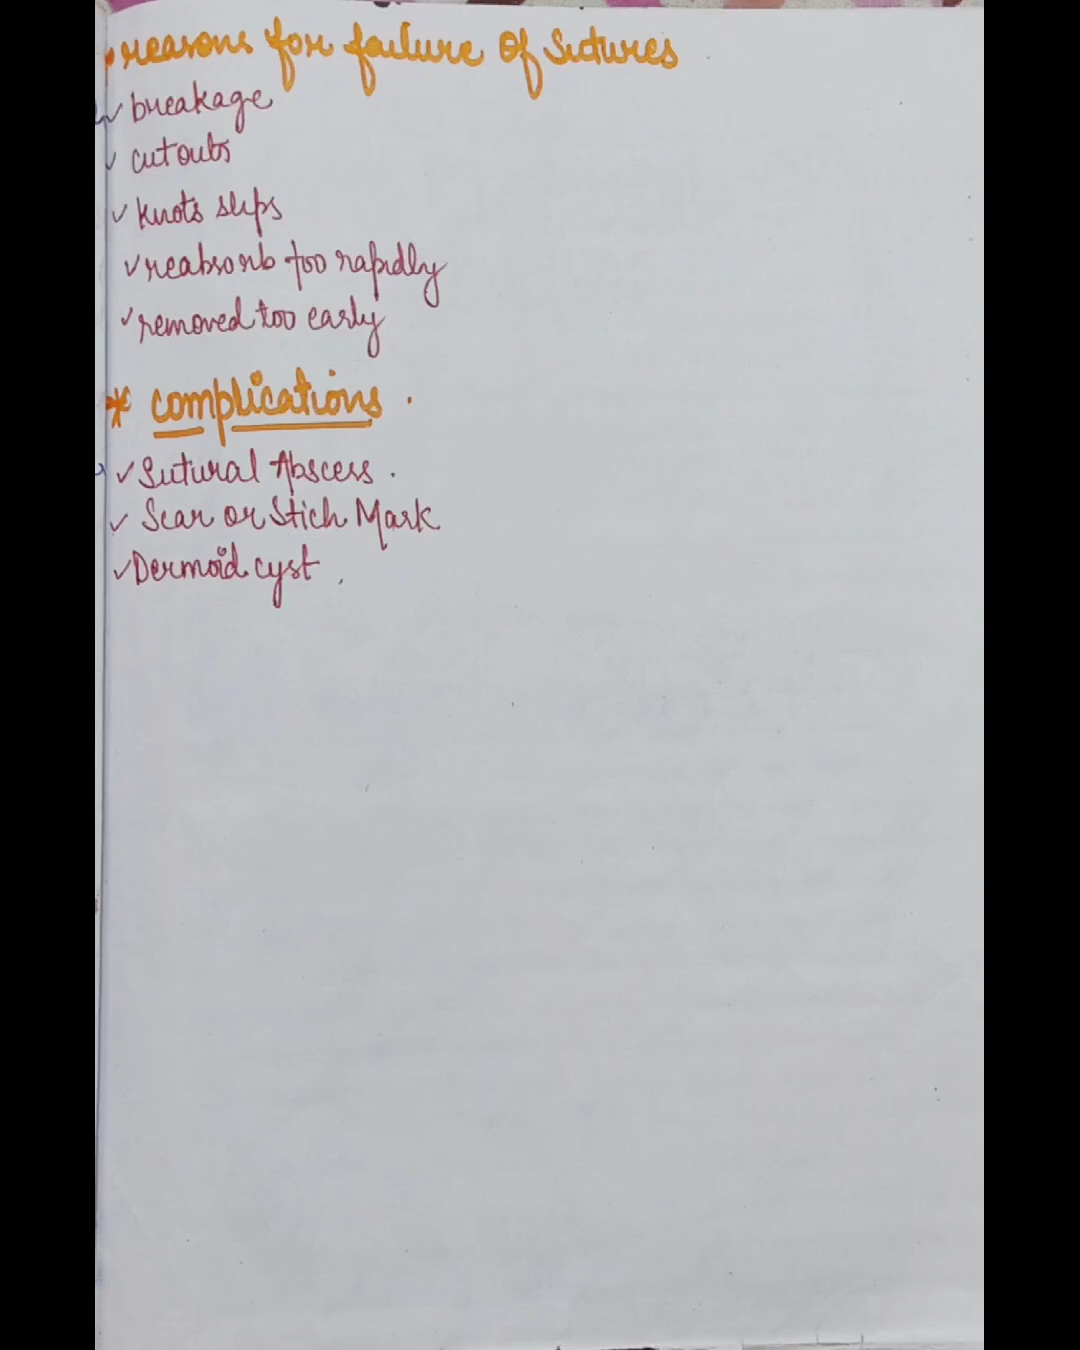 reasons for failure of Sutures
✓ breakage
✓ cutouts
✓ Knots slips
✓ reabsorb too rapidly
✓ removed too early
* complications.
✓ Sutural Abscess.
✓ Scar or Stich Mark
✓ Dermoid cyst.